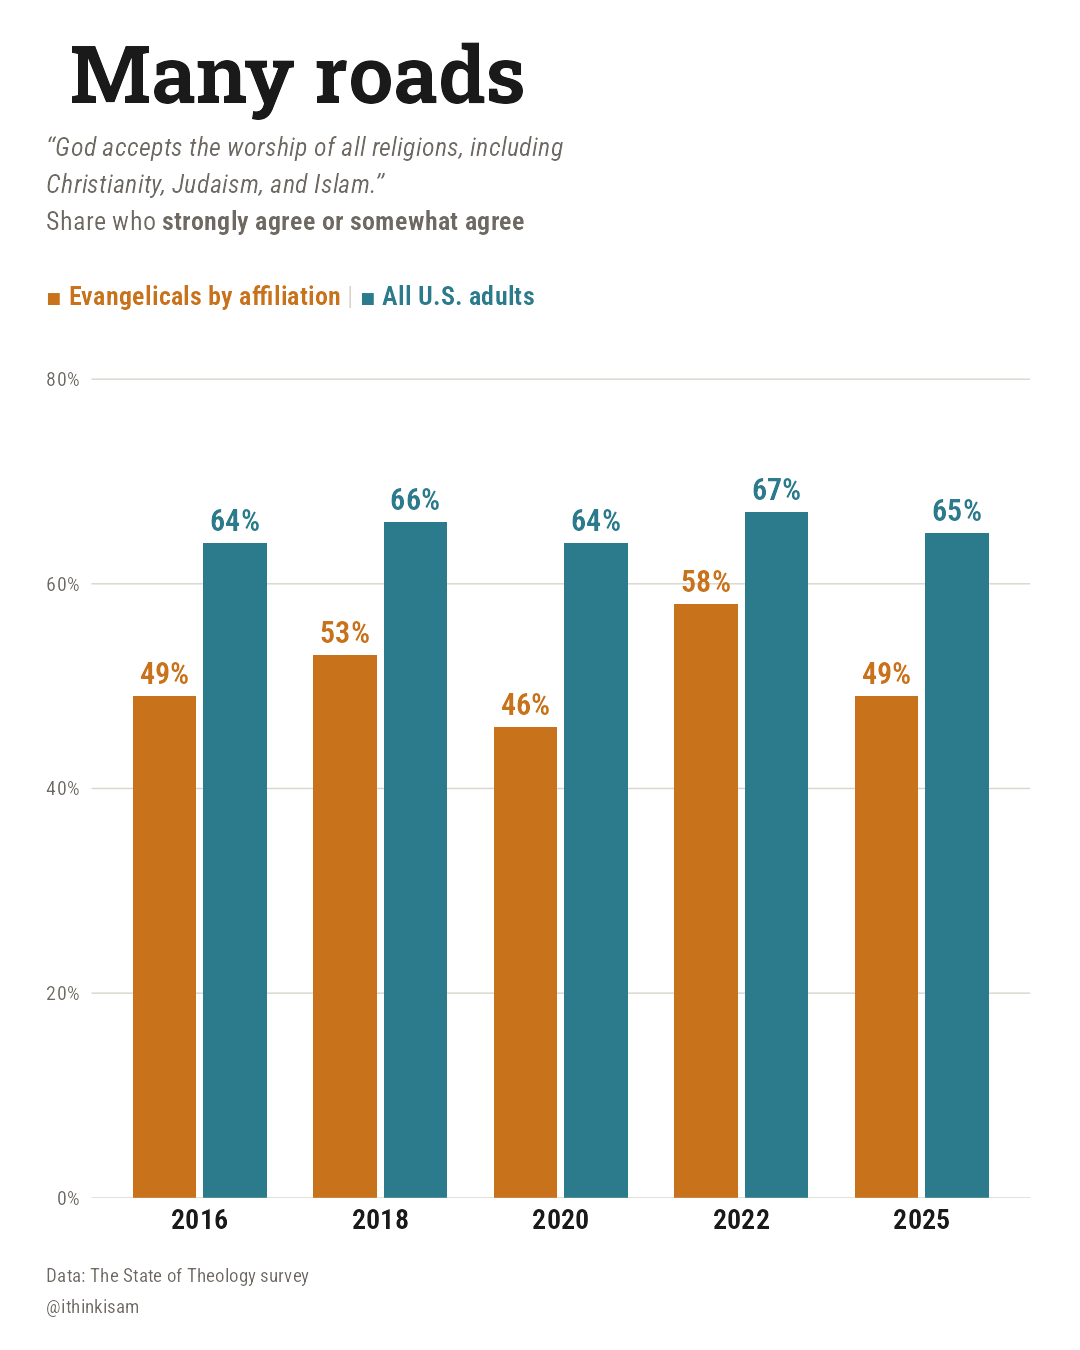 Many roads
“God accepts the worship of all religions, including
Christianity, Judaism, and Islam.”
Share who strongly agree or somewhat agree
■ Evangelicals by affiliation | ■ All U.S. adults
80%
60%
40%
20%
0%
49%
64%
53%
66%
46%
64%
58%
67%
49%
65%
2016
2018
2020
2022
2025
Data: The State of Theology survey
@ithinkisam